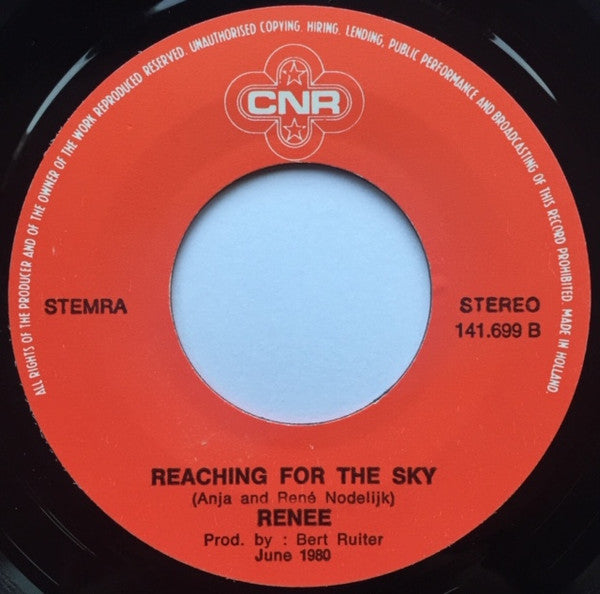 ALL RIGHTS OF THE PRODUCER AND OF THE OWNER OF THE WORK REPRODUCED RESERVED. UNAUTHORISED COPYING. HIRING. LENDING, PUBLIC PERFORMANCE AND BROADCASTING OF THIS RECORD PROHIBITED. MADE IN HOLLAND.
CNR
STEMRA
STEREO
141.699 B
REACHING FOR THE SKY
(Anja and René Nodelijk)
RENEE
Prod. by : Bert Ruiter
June 1980